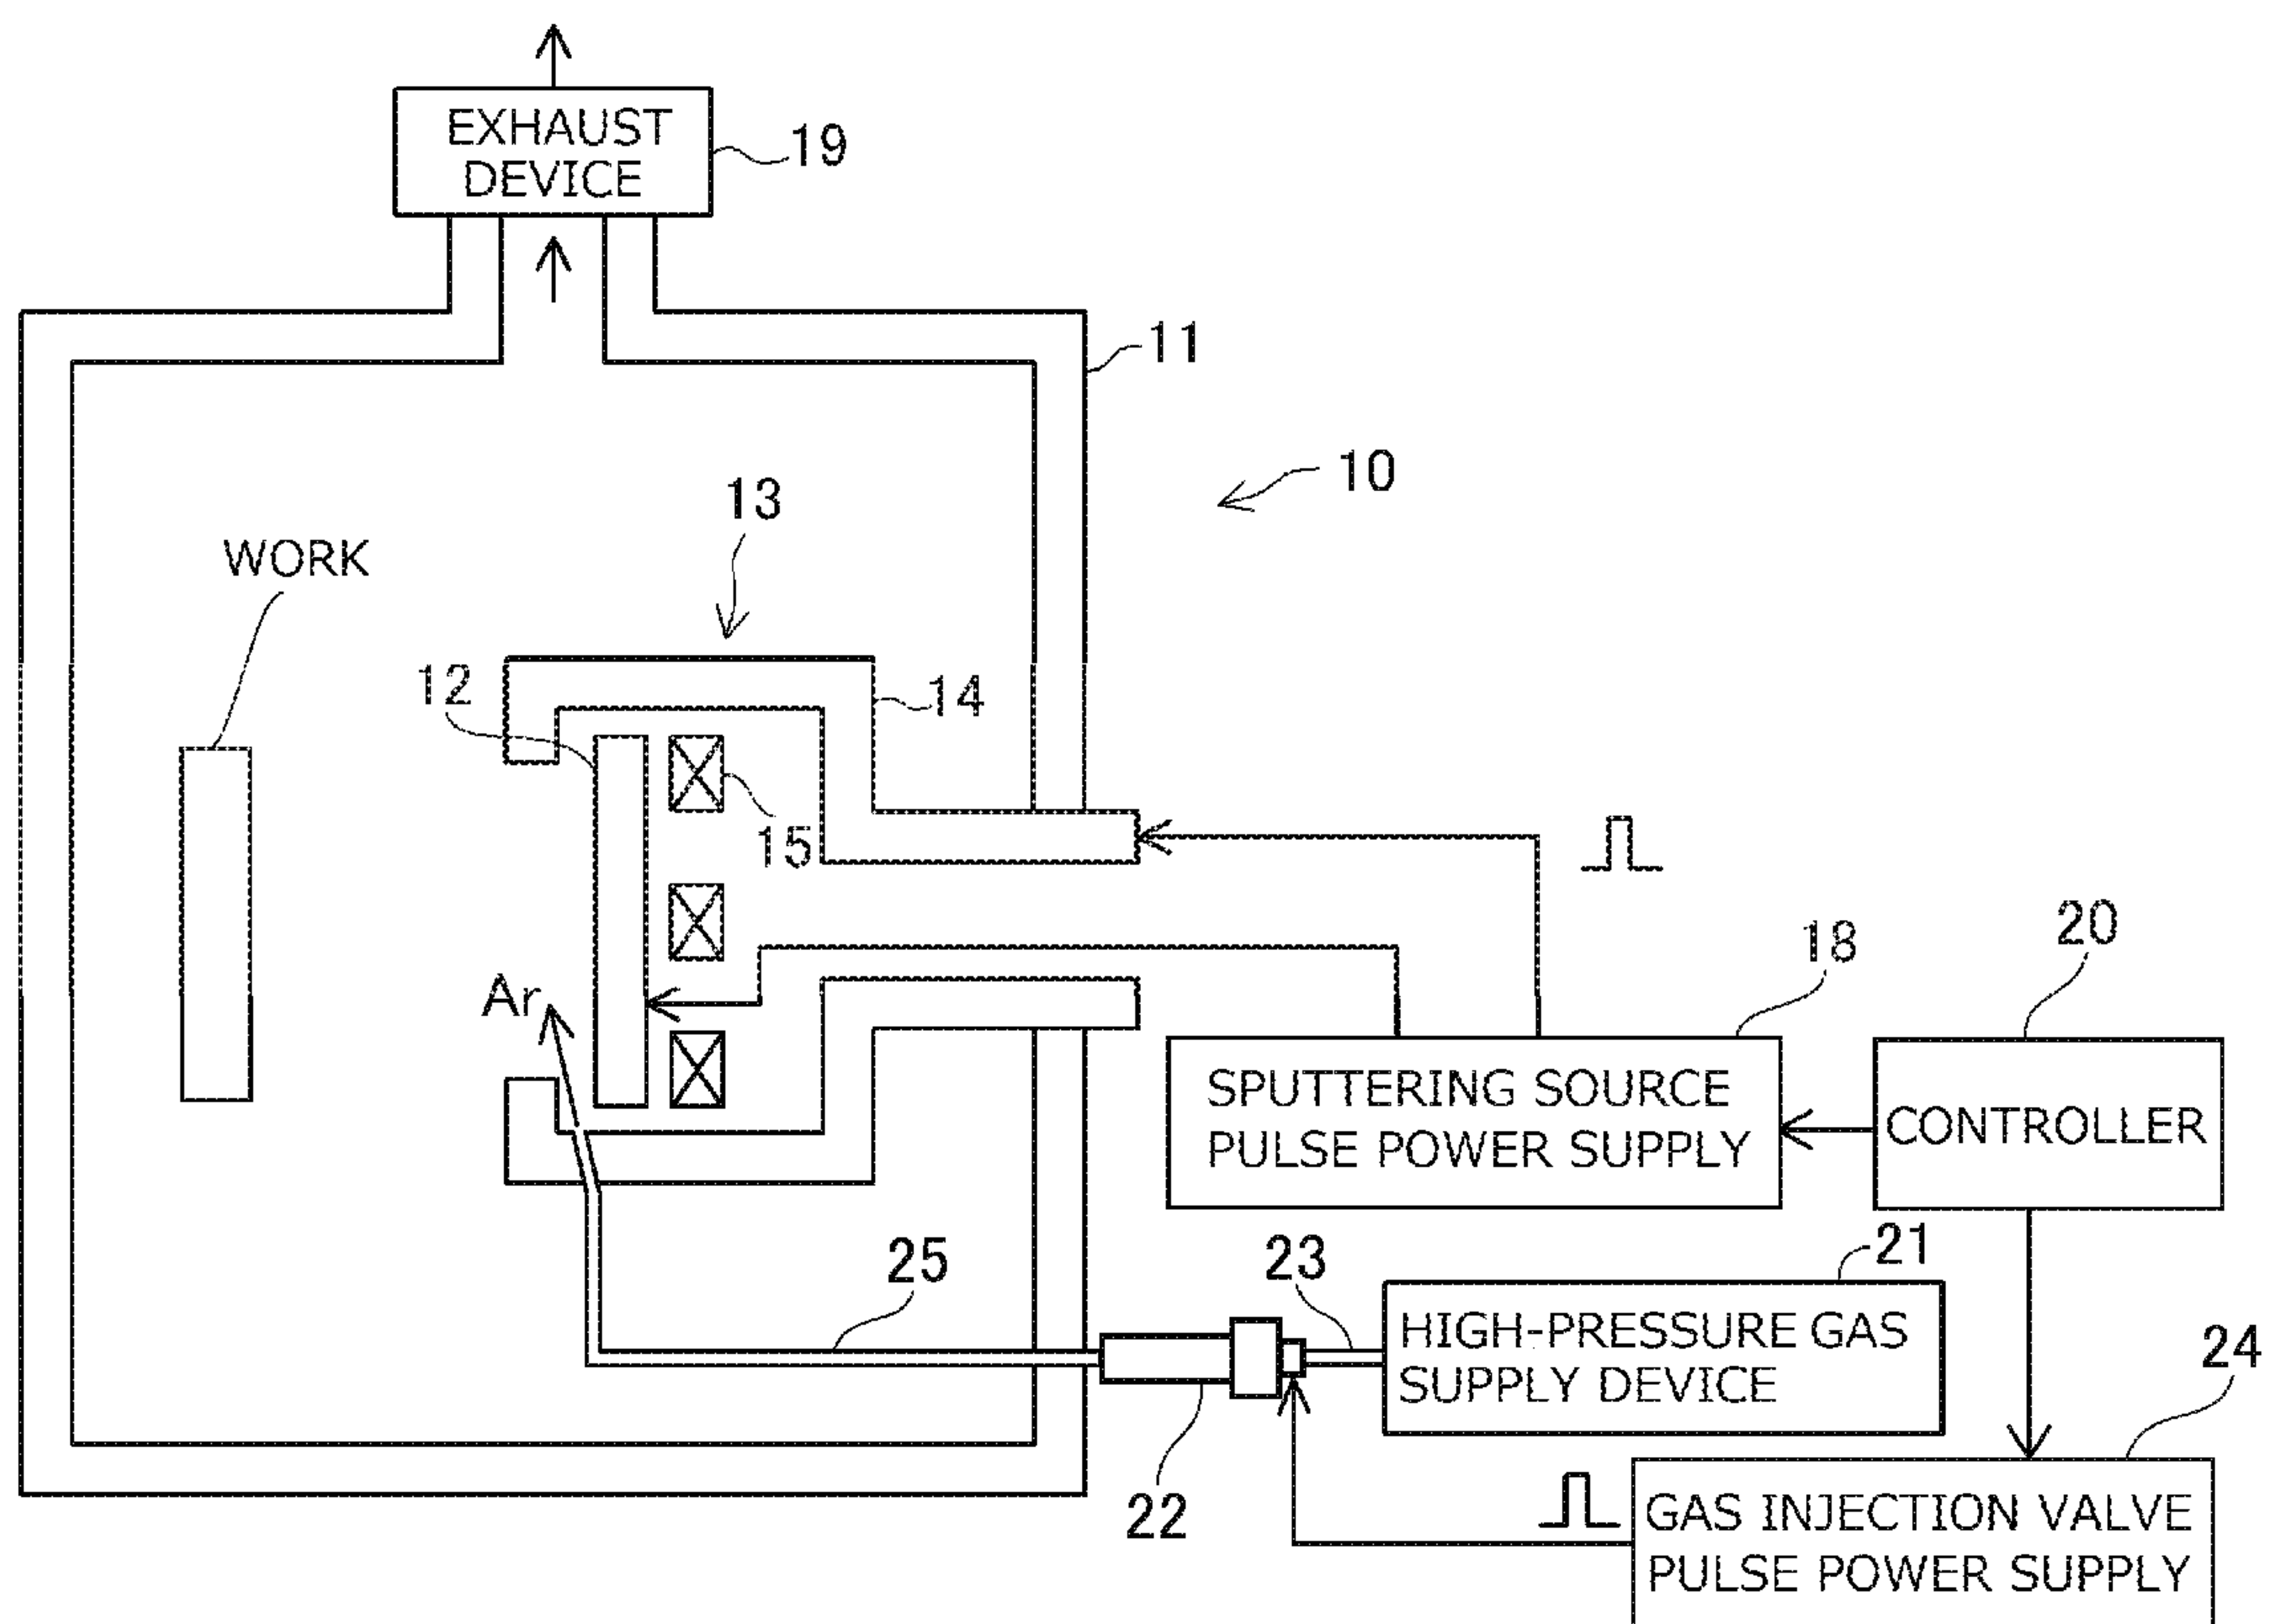 EXHAUST
DEVICE
19
11
10
13
WORK
12
14
15
18
20
Ar
SPUTTERING SOURCE
PULSE POWER SUPPLY
CONTROLLER
25
23
21
HIGH-PRESSURE GAS
SUPPLY DEVICE
24
22
GAS INJECTION VALVE
PULSE POWER SUPPLY